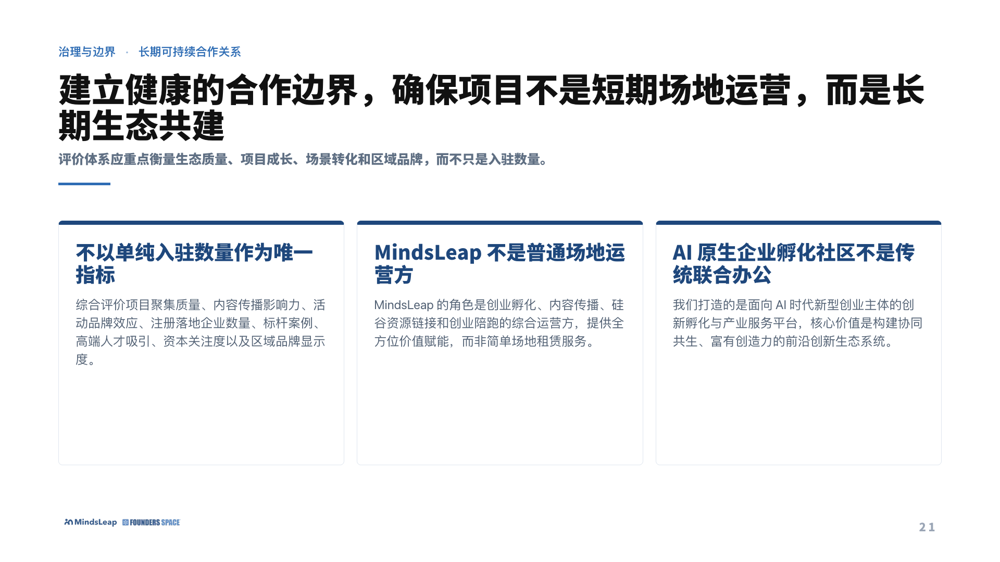 治理与边界 · 长期可持续合作关系
建立健康的合作边界，确保项目不是短期场地运营，而是长
期生态共建
评价体系应重点衡量生态质量、项目成长、场景转化和区域品牌，而不只是入驻数量。
不以单纯入驻数量作为唯一
指标
综合评价项目聚集质量、内容传播影响力、活
动品牌效应、注册落地企业数量、标杆案例、
高端人才吸引、资本关注度以及区域品牌显示
度。
MindsLeap 不是普通场地运
营方
MindsLeap 的角色是创业孵化、内容传播、硅
谷资源链接和创业陪跑的综合运营方，提供全
方位价值赋能，而非简单场地租赁服务。
AI 原生企业孵化社区不是传
统联合办公
我们打造的是面向 AI 时代新型创业主体的创
新孵化与产业服务平台，核心价值是构建协同
共生、富有创造力的前沿创新生态系统。
MindsLeap FOUNDERS SPACE
21